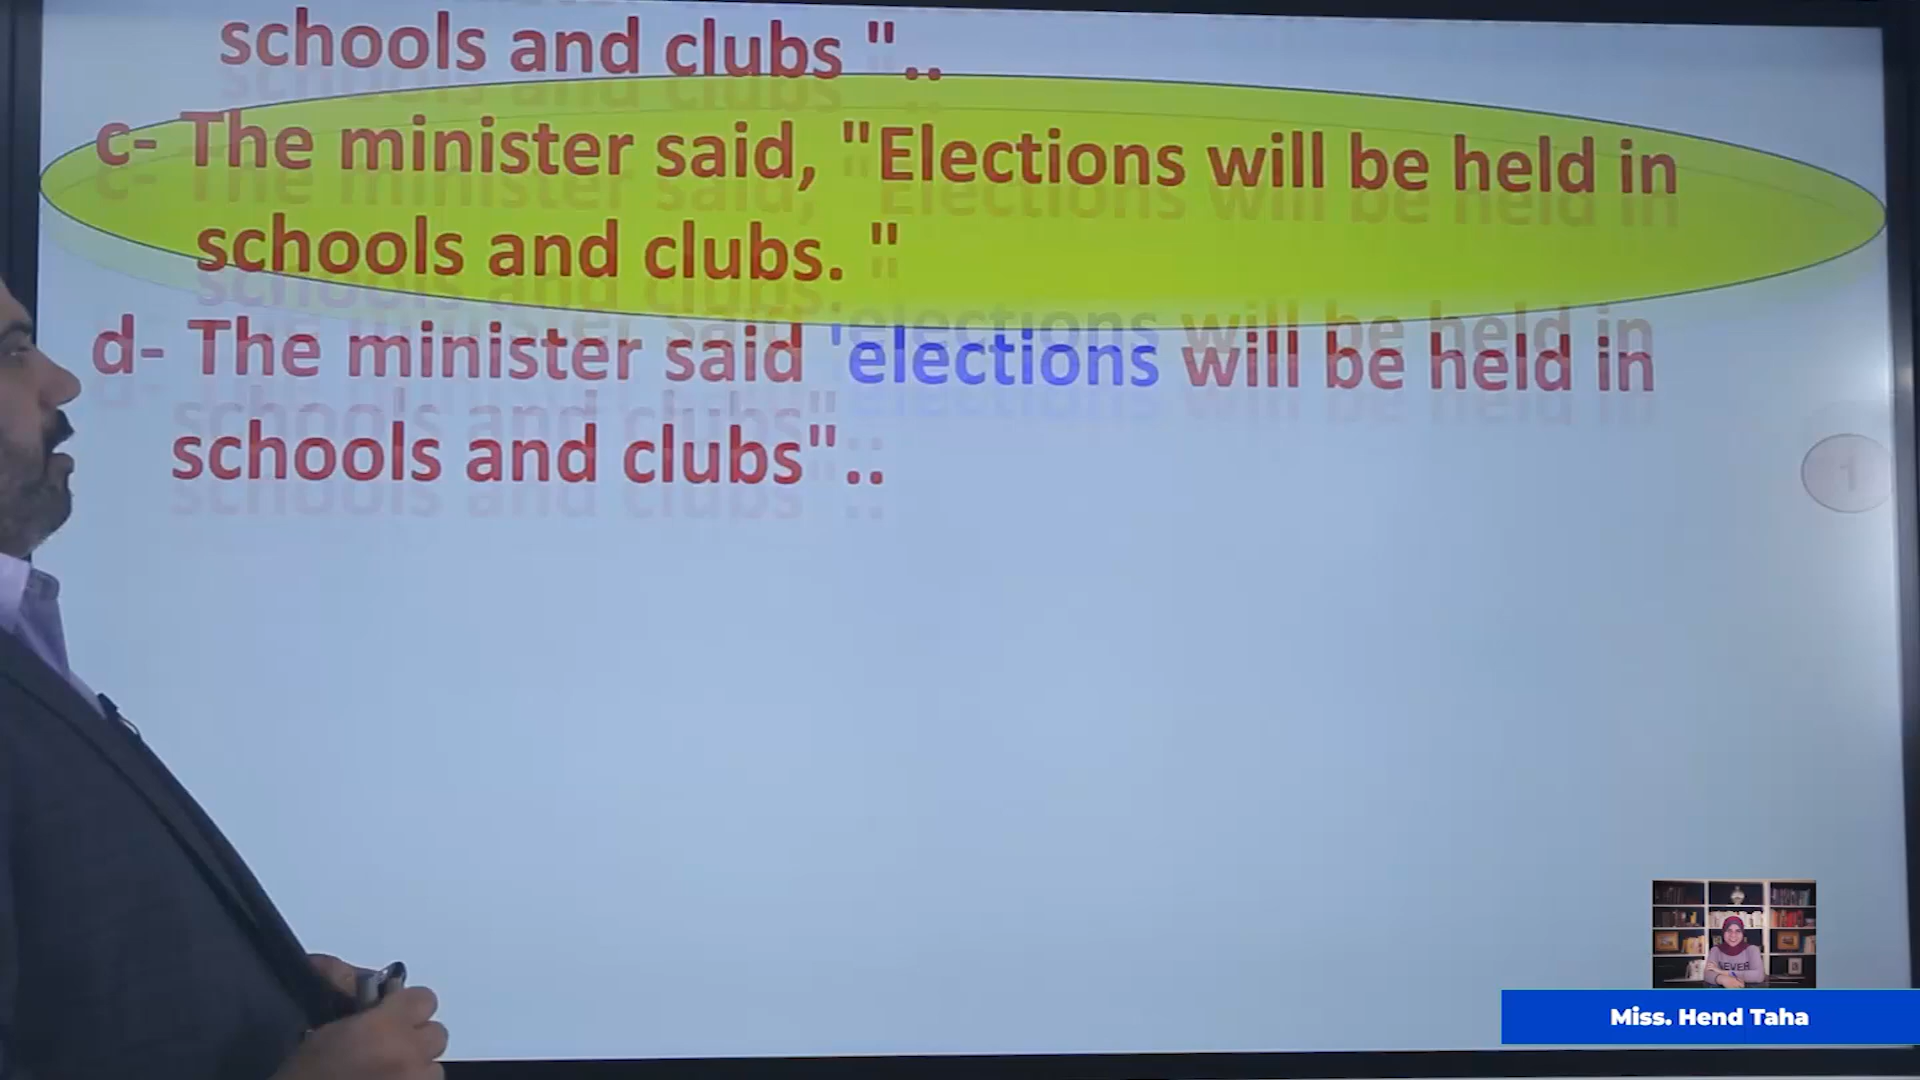 schools and clubs "..
c- The minister said, "Elections will be held in
schools and clubs. "
d- The minister said 'elections will be held in
schools and clubs"..
1
Miss. Hend Taha